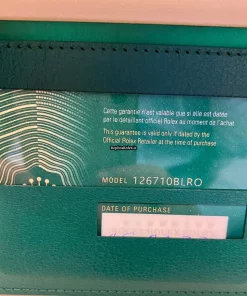 Cette garantie n'est valable que si elle est datée
par le détaillant officiel Rolex au moment de l'achat
This guarantee is valid only if dated by the
Official Rolex Retailer at the time of purchase
MODEL 126710BLRO
DATE OF PURCHASE